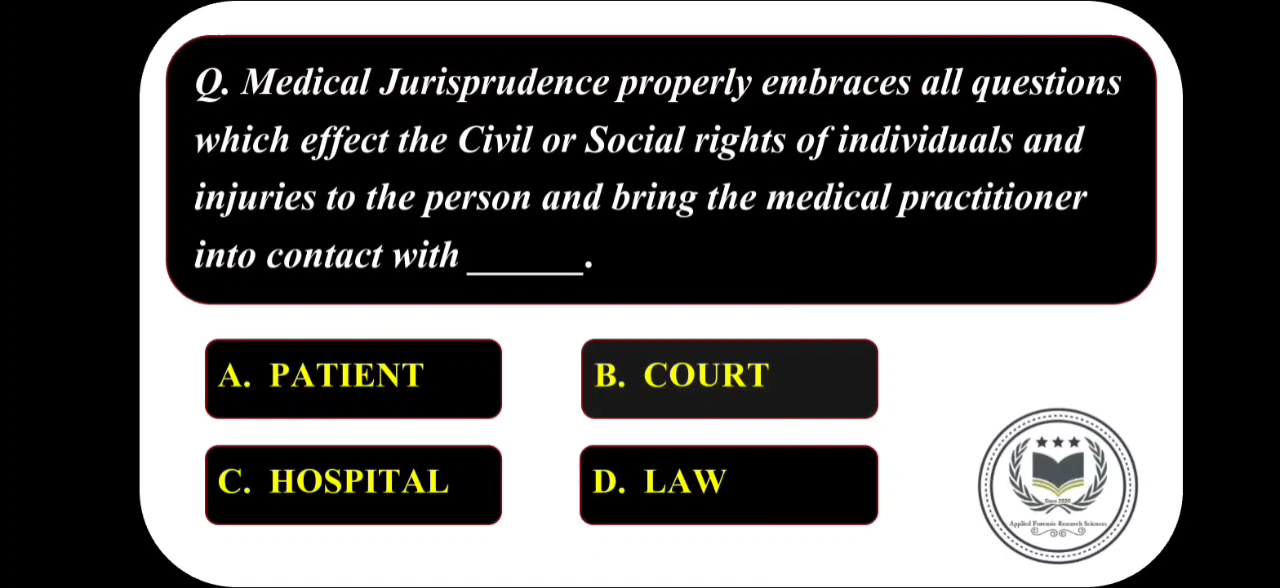 Q. Medical Jurisprudence properly embraces all questions
which effect the Civil or Social rights of individuals and
injuries to the person and bring the medical practitioner
into contact with ______.
A. PATIENT
B. COURT
C. HOSPITAL
D. LAW
Since 2020
Applied Forensic Research Sciences